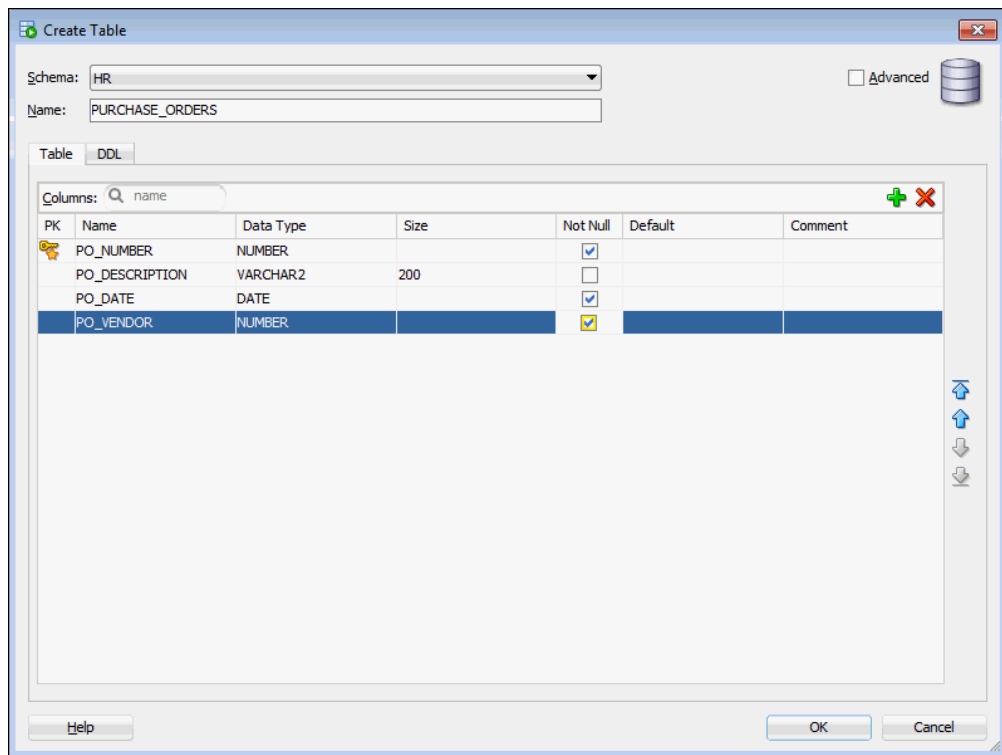 Create Table
Schema: HR Advanced
Name: PURCHASE_ORDERS
Table DDL
Columns: name
PK Name Data Type Size Not Null Default Comment
PO_NUMBER NUMBER
PO_DESCRIPTION VARCHAR2 200
PO_DATE DATE
PO_VENDOR NUMBER
Help OK Cancel